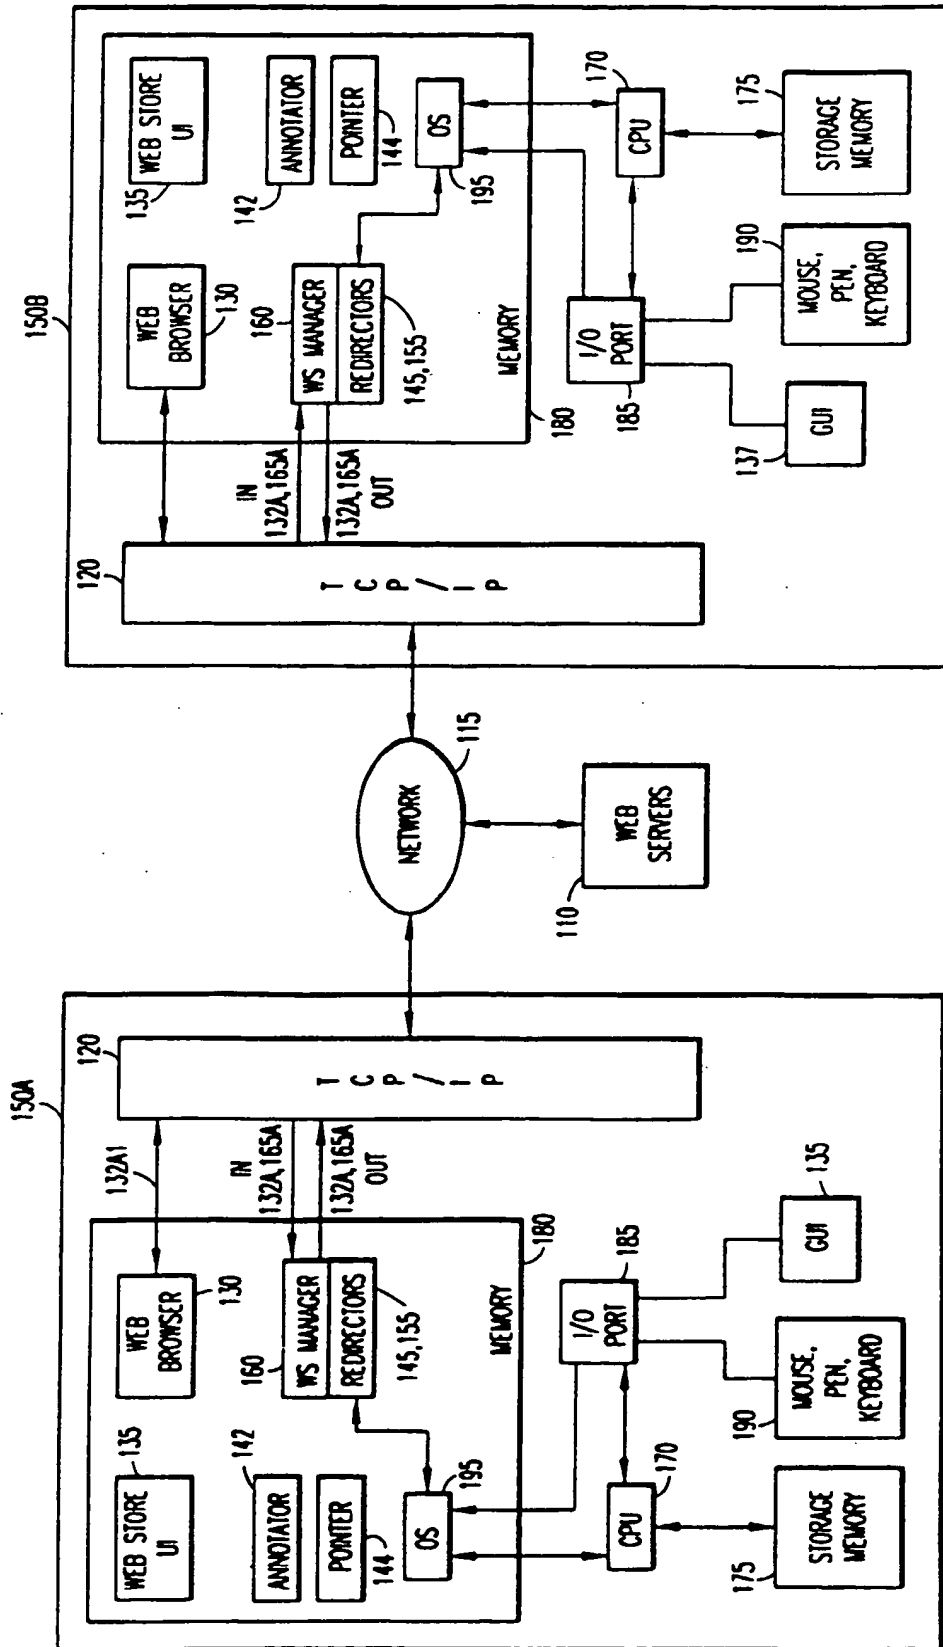 150A
WEB STORE
UI
135
WEB
BROWSER
130
132A1
ANNOTATOR
142
POINTER
144
160
WS MANAGER
REDIRECTORS
145,155
IN
132A,165A
132A,165A
OUT
OS
195
MEMORY
180
120
TCP/IP
CPU
170
I/O
PORT
185
STORAGE
MEMORY
175
MOUSE,
PEN,
KEYBOARD
190
GUI
135
NETWORK
115
WEB
SERVERS
110
150B
120
TCP/IP
WEB
BROWSER
130
WEB STORE
UI
135
IN
132A,165A
132A,165A
OUT
160
WS MANAGER
REDIRECTORS
145,155
ANNOTATOR
142
POINTER
144
OS
195
MEMORY
180
I/O
PORT
185
CPU
170
GUI
137
MOUSE,
PEN,
KEYBOARD
190
STORAGE
MEMORY
175